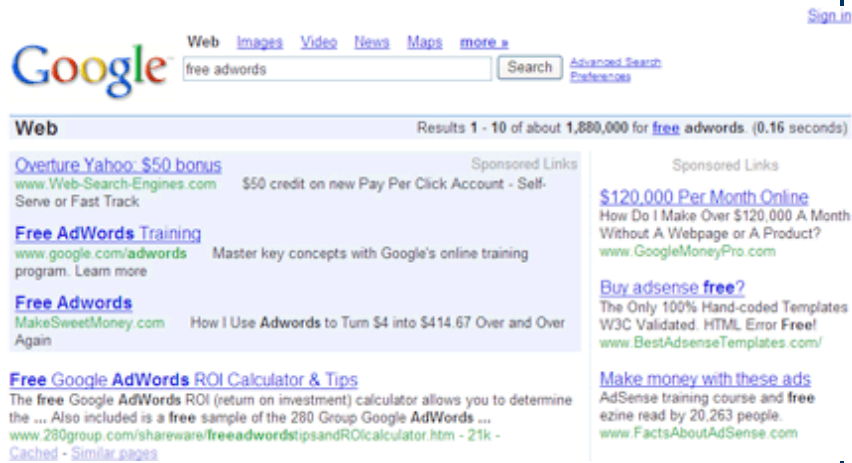 Sign in
Web Images Video News Maps more »
Google
free adwords Search Advanced Search
Preferences
Web Results 1 - 10 of about 1,880,000 for free adwords. (0.16 seconds)
Overture Yahoo: $50 bonus Sponsored Links
www.Web-Search-Engines.com $50 credit on new Pay Per Click Account - Self-
Serve or Fast Track
Free AdWords Training
www.google.com/adwords Master key concepts with Google's online training
program. Learn more
Free Adwords
MakeSweetMoney.com How I Use Adwords to Turn $4 into $414.67 Over and Over
Again
Free Google AdWords ROI Calculator & Tips
The free Google AdWords ROI (return on investment) calculator allows you to determine
the ... Also included is a free sample of the 280 Group Google AdWords ...
www.280group.com/shareware/freeadwordstipsandROIcalculator.htm - 21k -
Cached - Similar pages
Sponsored Links
$120,000 Per Month Online
How Do I Make Over $120,000 A Month
Without A Webpage or A Product?
www.GoogleMoneyPro.com
Buy adsense free?
The Only 100% Hand-coded Templates
W3C Validated. HTML Error Free!
www.BestAdsenseTemplates.com/
Make money with these ads
AdSense training course and free
ezine read by 20,263 people.
www.FactsAboutAdSense.com